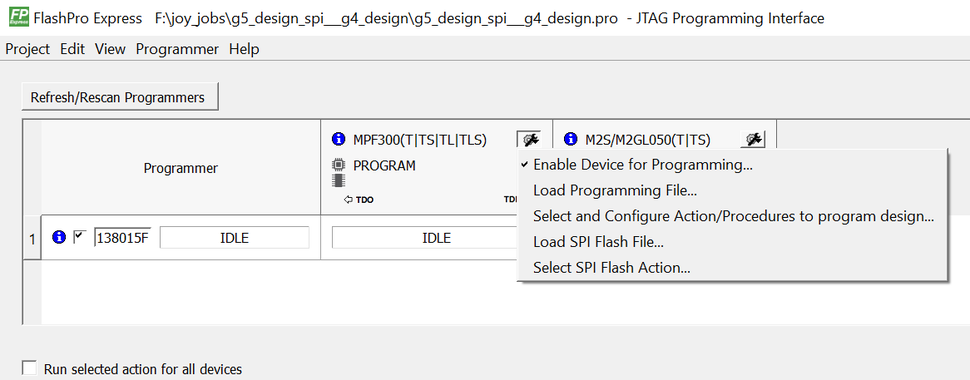 FP FlashPro Express F:\joy_jobs\g5_design_spi__g4_design\g5_design_spi__g4_design.pro - JTAG Programming Interface
Project Edit View Programmer Help
Refresh/Rescan Programmers
Programmer
MPF300(T|TS|TL|TLS)
M2S/M2GL050(T|TS)
PROGRAM
TDO
Enable Device for Programming...
Load Programming File...
Select and Configure Action/Procedures to program design...
Load SPI Flash File...
Select SPI Flash Action...
1 138015F IDLE IDLE
Run selected action for all devices